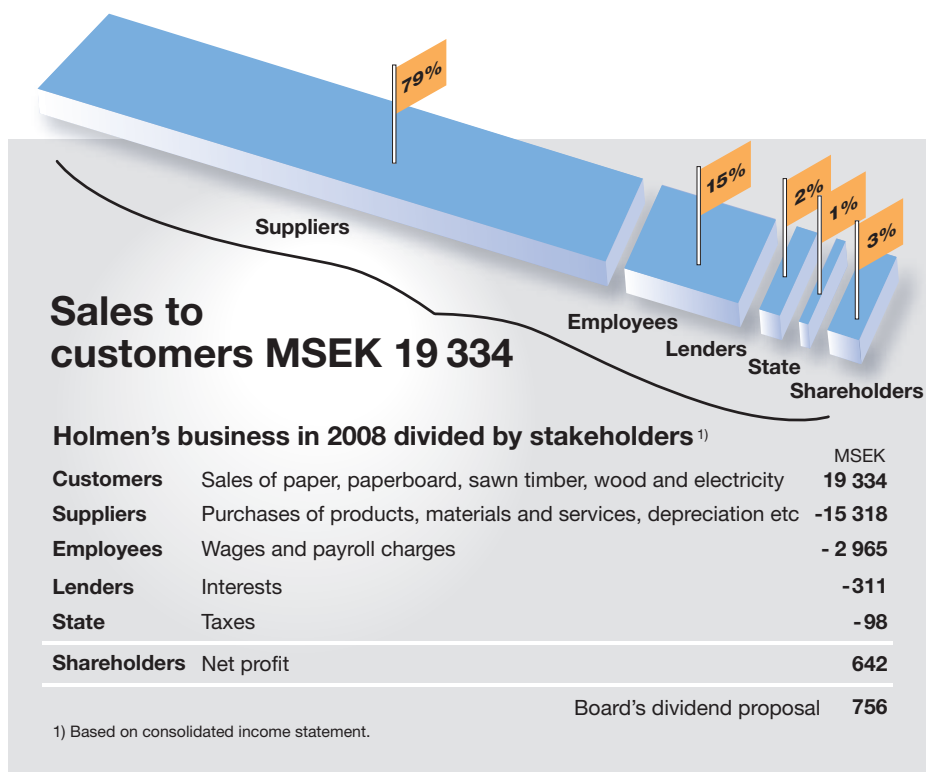 79%
15%
2%
1%
3%
Suppliers
Employees
Lenders
State
Shareholders
Sales to
customers MSEK 19 334
Holmen's business in 2008 divided by stakeholders 1)
MSEK
Customers Sales of paper, paperboard, sawn timber, wood and electricity 19 334
Suppliers Purchases of products, materials and services, depreciation etc -15 318
Employees Wages and payroll charges - 2 965
Lenders Interests -311
State Taxes -98
Shareholders Net profit 642
Board's dividend proposal 756
1) Based on consolidated income statement.